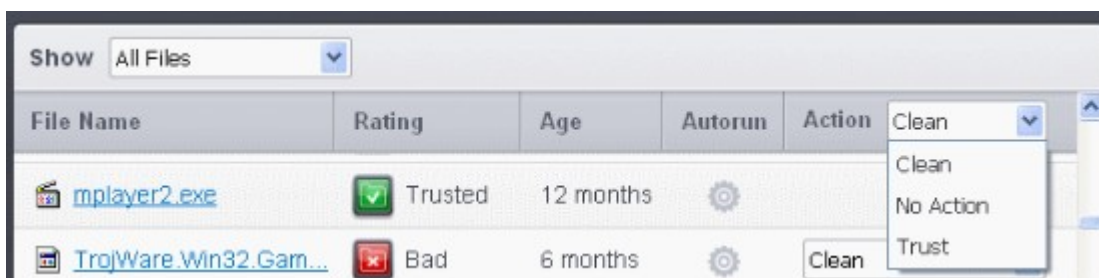 Show All Files
File Name Rating Age Autorun Action Clean
Clean
No Action
Trust
mplayer2.exe Trusted 12 months
TrojWare.Win32.Gam... Bad 6 months Clean